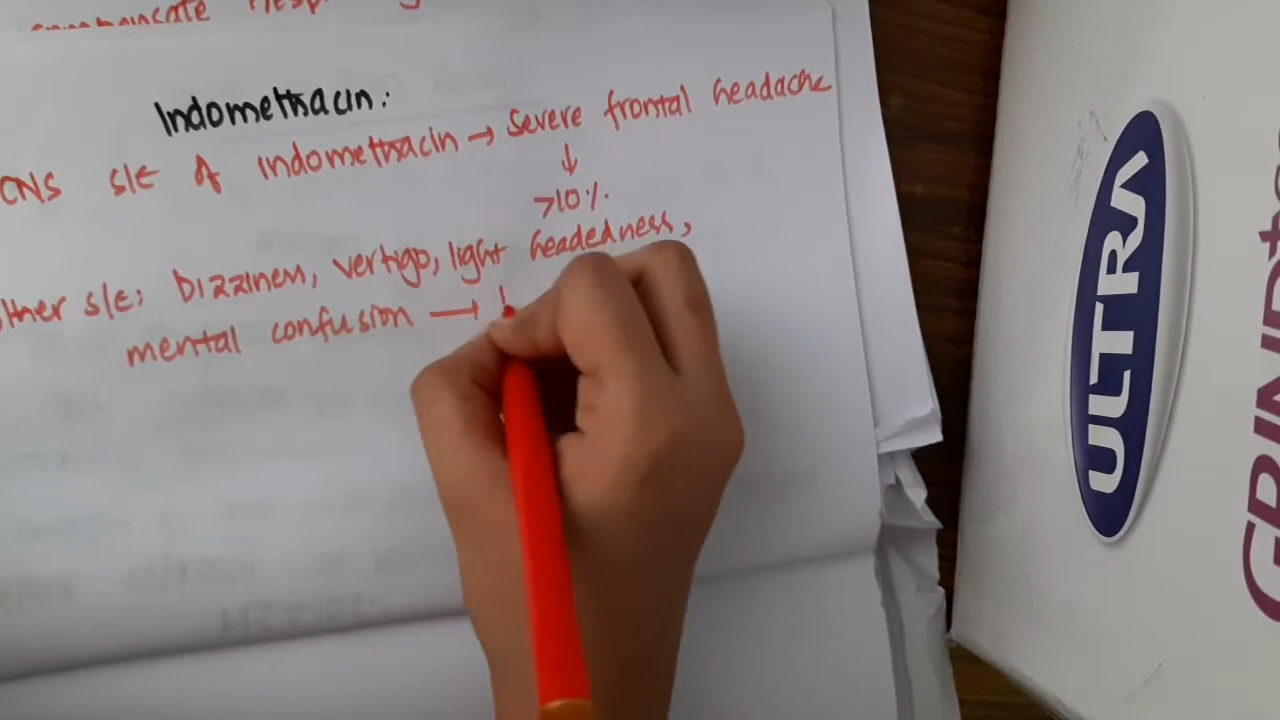 Indomethacin:
CNS s/E of Indomethacin → severe frontal headache
↓
>10%.
other s/E: Dizziness, vertigo, light headedness,
mental confusion →
ULTRA